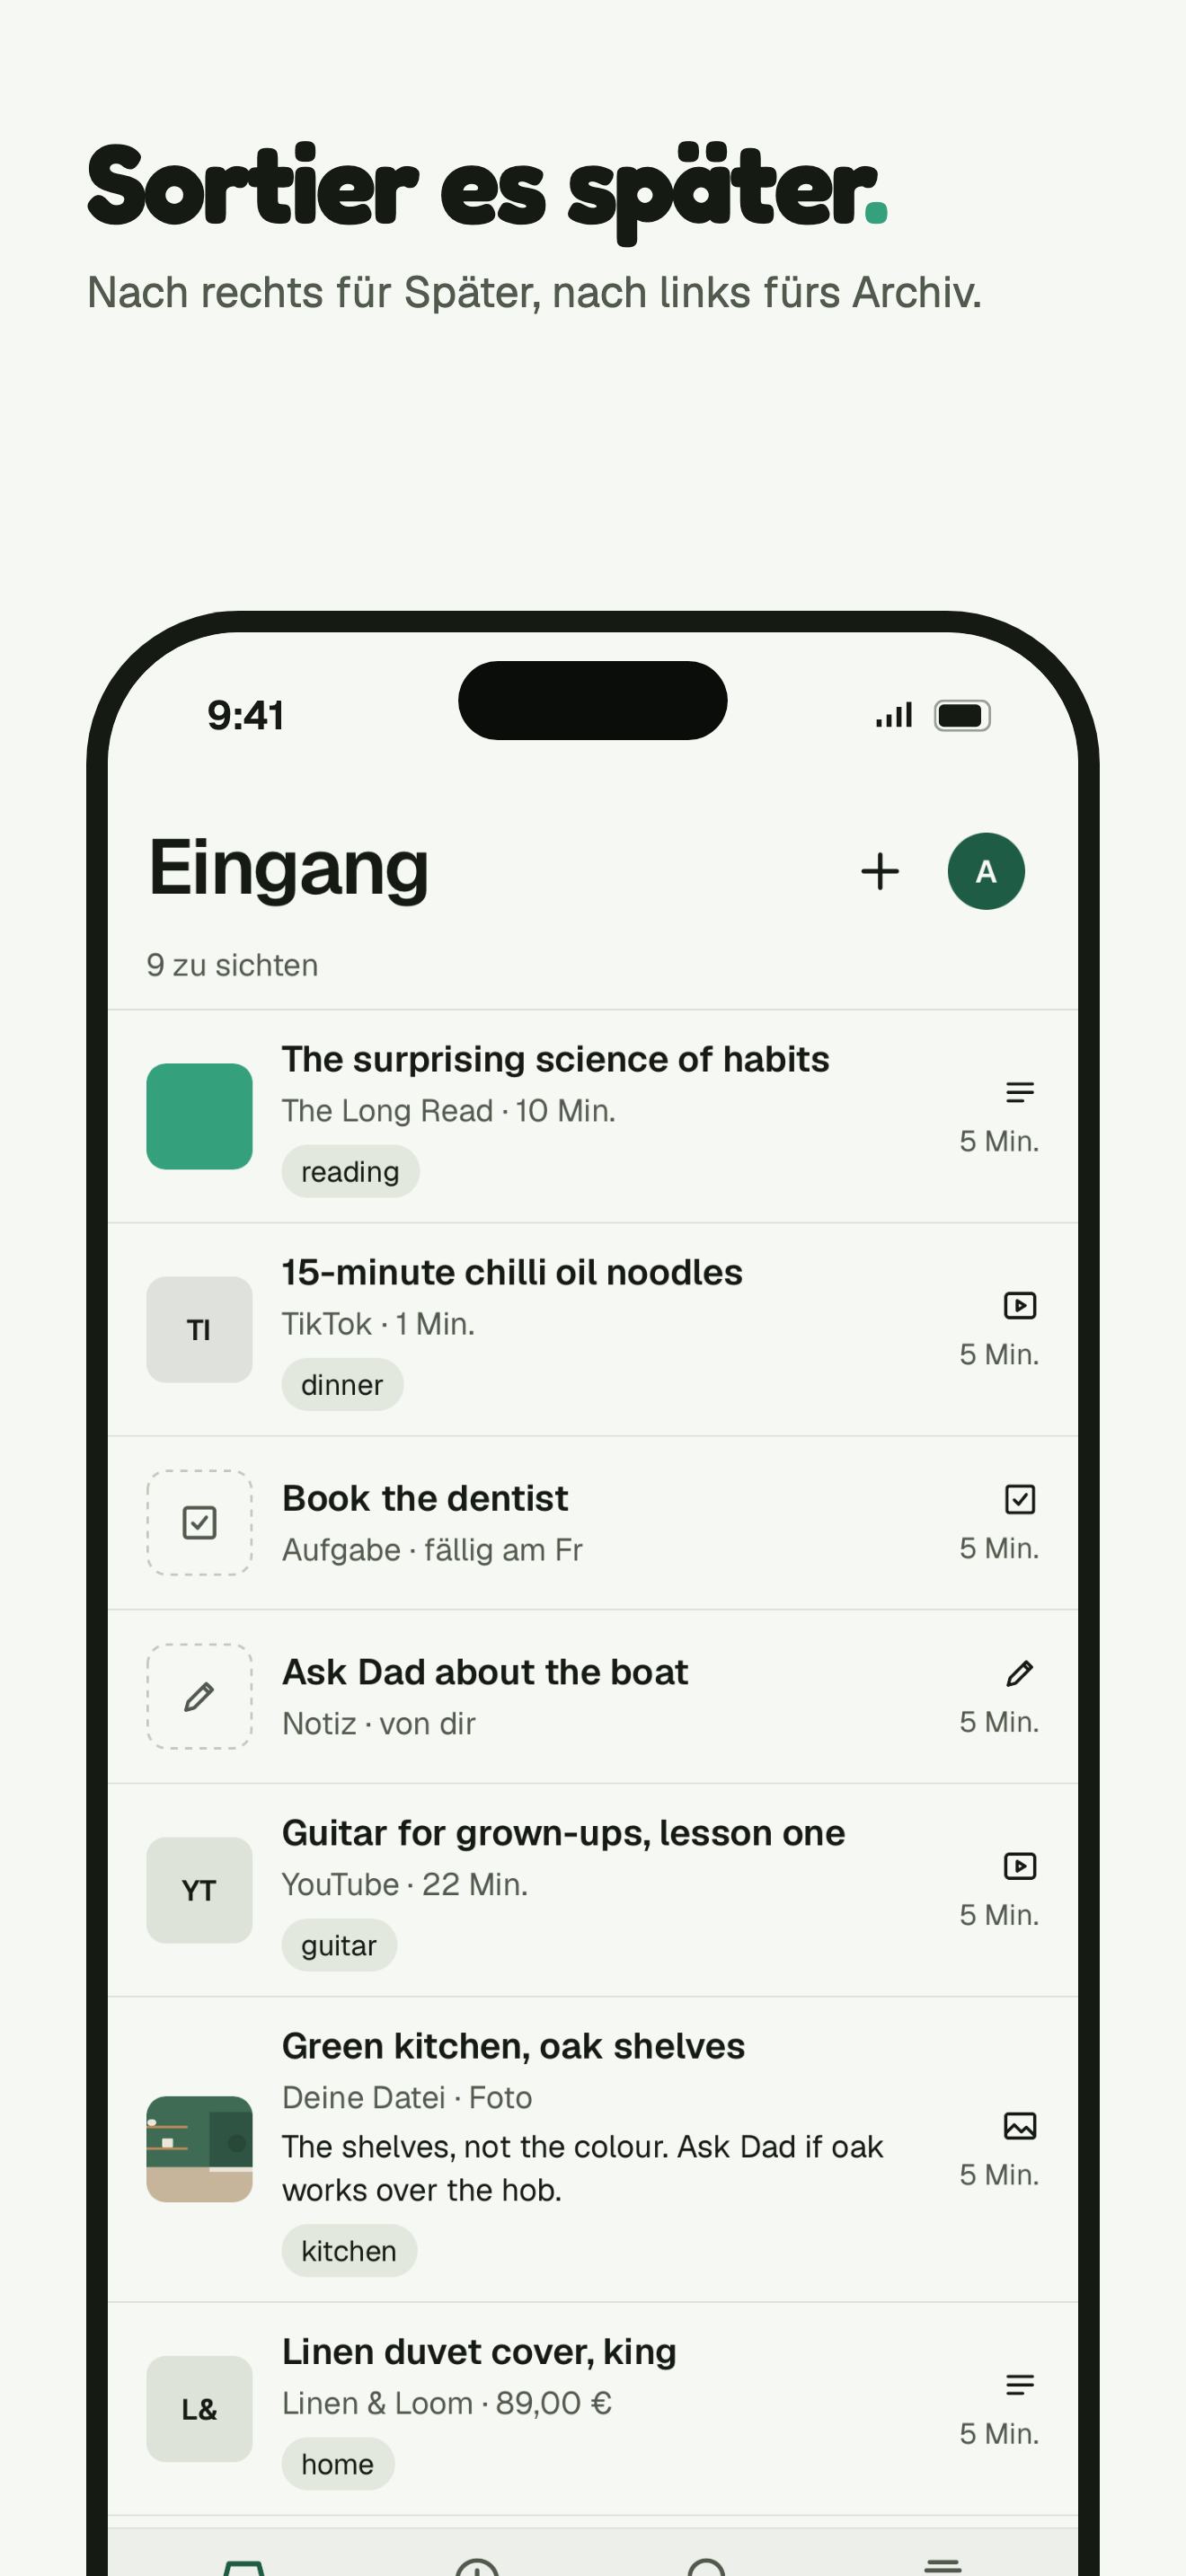 Sortier es später.
Nach rechts für Später, nach links fürs Archiv.
9:41
Eingang
A
9 zu sichten
The surprising science of habits
The Long Read · 10 Min.
reading
5 Min.
TI
15-minute chilli oil noodles
TikTok · 1 Min.
dinner
5 Min.
Book the dentist
Aufgabe · fällig am Fr
5 Min.
Ask Dad about the boat
Notiz · von dir
5 Min.
YT
Guitar for grown-ups, lesson one
YouTube · 22 Min.
guitar
5 Min.
Green kitchen, oak shelves
Deine Datei · Foto
The shelves, not the colour. Ask Dad if oak
works over the hob.
kitchen
5 Min.
L&
Linen duvet cover, king
Linen & Loom · 89,00 €
home
5 Min.